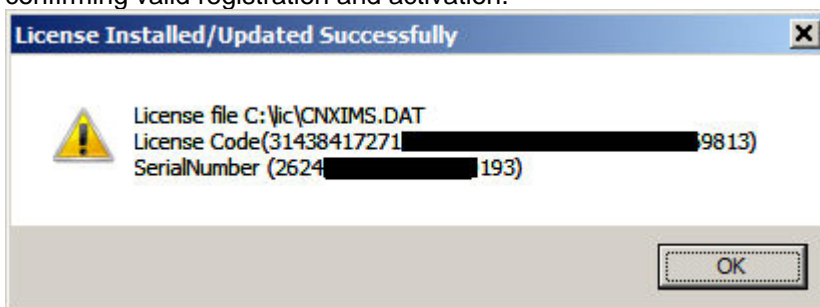 confirming valid registration and activation.
License Installed/Updated Successfully
License file C:\lic\CNXIMS.DAT
License Code(31438417271 9813)
SerialNumber (2624 193)
OK